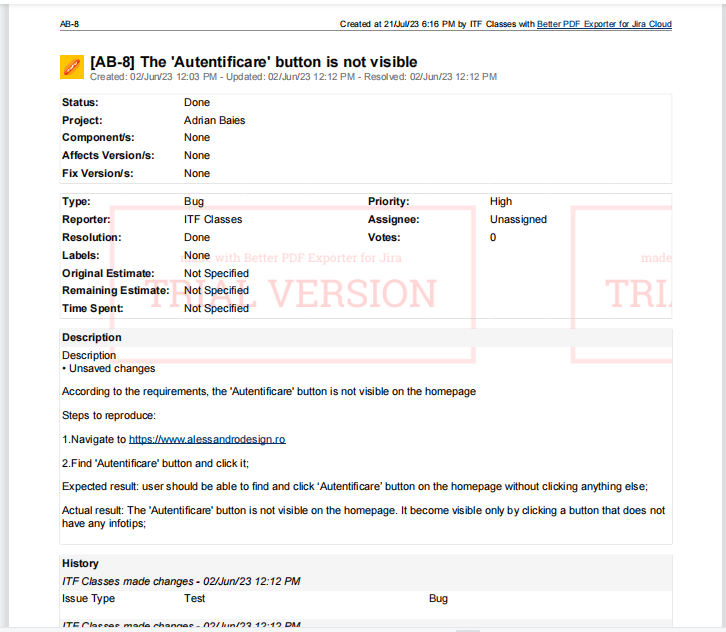 AB-8 Created at 21/Jul/23 6:16 PM by ITF Classes with Better PDF Exporter for Jira Cloud
[AB-8] The 'Autentificare' button is not visible
Created: 02/Jun/23 12:03 PM - Updated: 02/Jun/23 12:12 PM - Resolved: 02/Jun/23 12:12 PM
Status: Done
Project: Adrian Baies
Component/s: None
Affects Version/s: None
Fix Version/s: None
Type: Bug Priority: High
Reporter: ITF Classes Assignee: Unassigned
Resolution: Done Votes: 0
Labels: None
with Better PDF Exporter for Jira made
Original Estimate: Not Specified
Remaining Estimate: Not Specified
TRIAL VERSION TRI
Time Spent: Not Specified
Description
Description
• Unsaved changes
According to the requirements, the 'Autentificare' button is not visible on the homepage
Steps to reproduce:
1.Navigate to https://www.alessandrodesign.ro
2.Find 'Autentificare' button and click it;
Expected result: user should be able to find and click ‘Autentificare’ button on the homepage without clicking anything else;
Actual result: The 'Autentificare' button is not visible on the homepage. It become visible only by clicking a button that does not
have any infotips;
History
ITF Classes made changes - 02/Jun/23 12:12 PM
Issue Type Test Bug
ITF Classes made changes - 02/Jun/23 12:12 PM